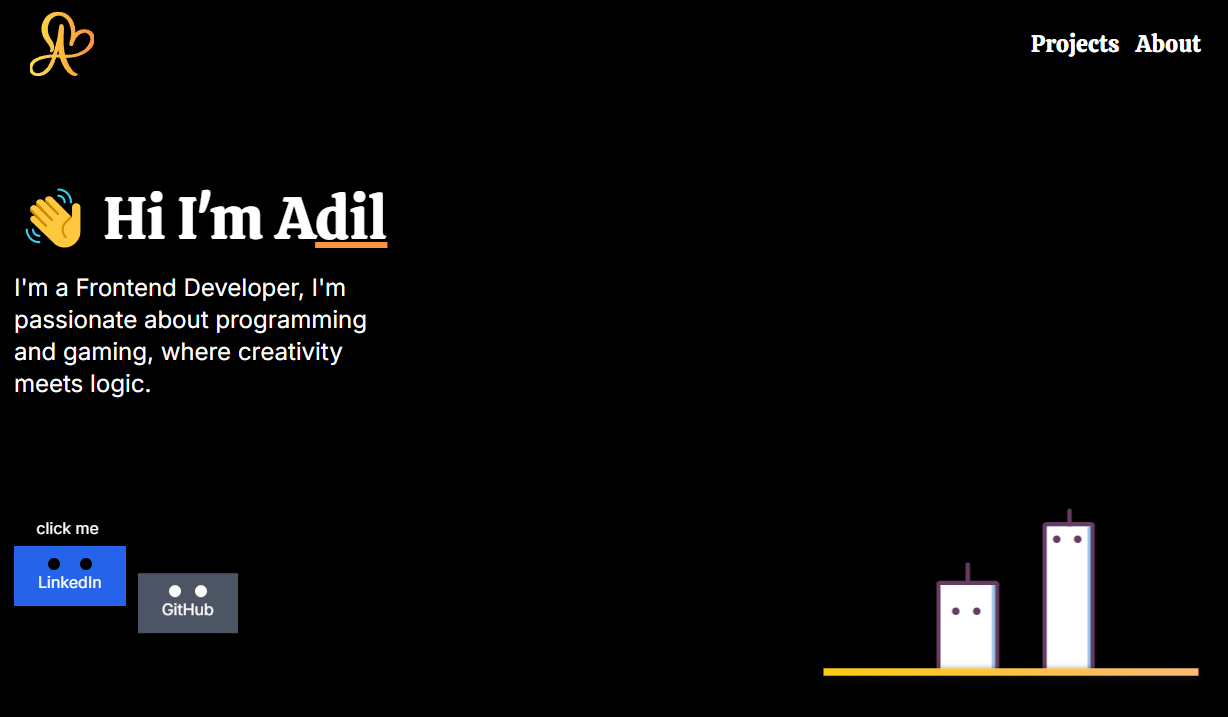 A
Projects About
👋 Hi I'm Adil
I'm a Frontend Developer, I'm
passionate about programming
and gaming, where creativity
meets logic.
click me
LinkedIn
GitHub